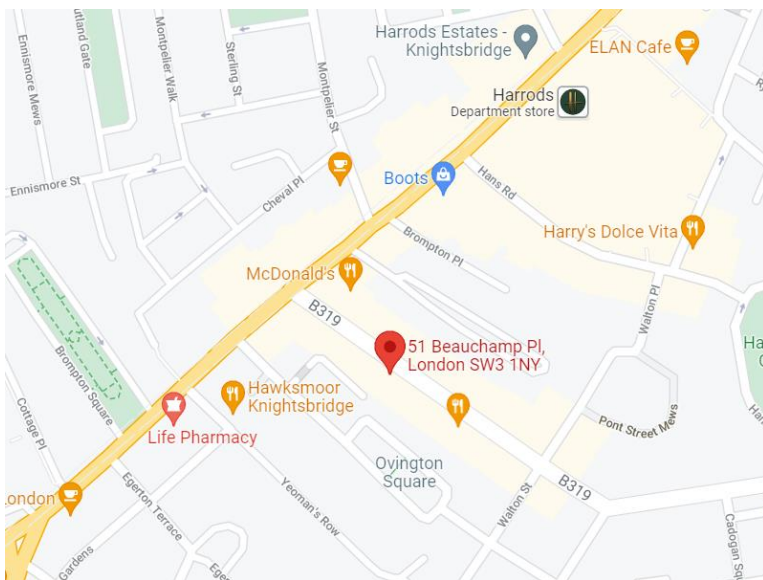 Rutland Gate
Ennismore Mews
Montpelier Walk
Sterling St
Montpelier St
Harrods Estates -
Knightsbridge
ELAN Cafe
Harrods
Department store
Ennismore St
Cheval Pl
Boots
Hans Rd
Brompton Pl
Harry's Dolce Vita
McDonald's
B319
Walton Pl
51 Beauchamp Pl,
London SW3 1NY
Brompton Square
Hawksmoor
Knightsbridge
Cottage Pl
Life Pharmacy
Pont Street Mews
Ovington
Square
London
Egerton Terrace
Yeoman's Row
Walton St
B319
Gardens